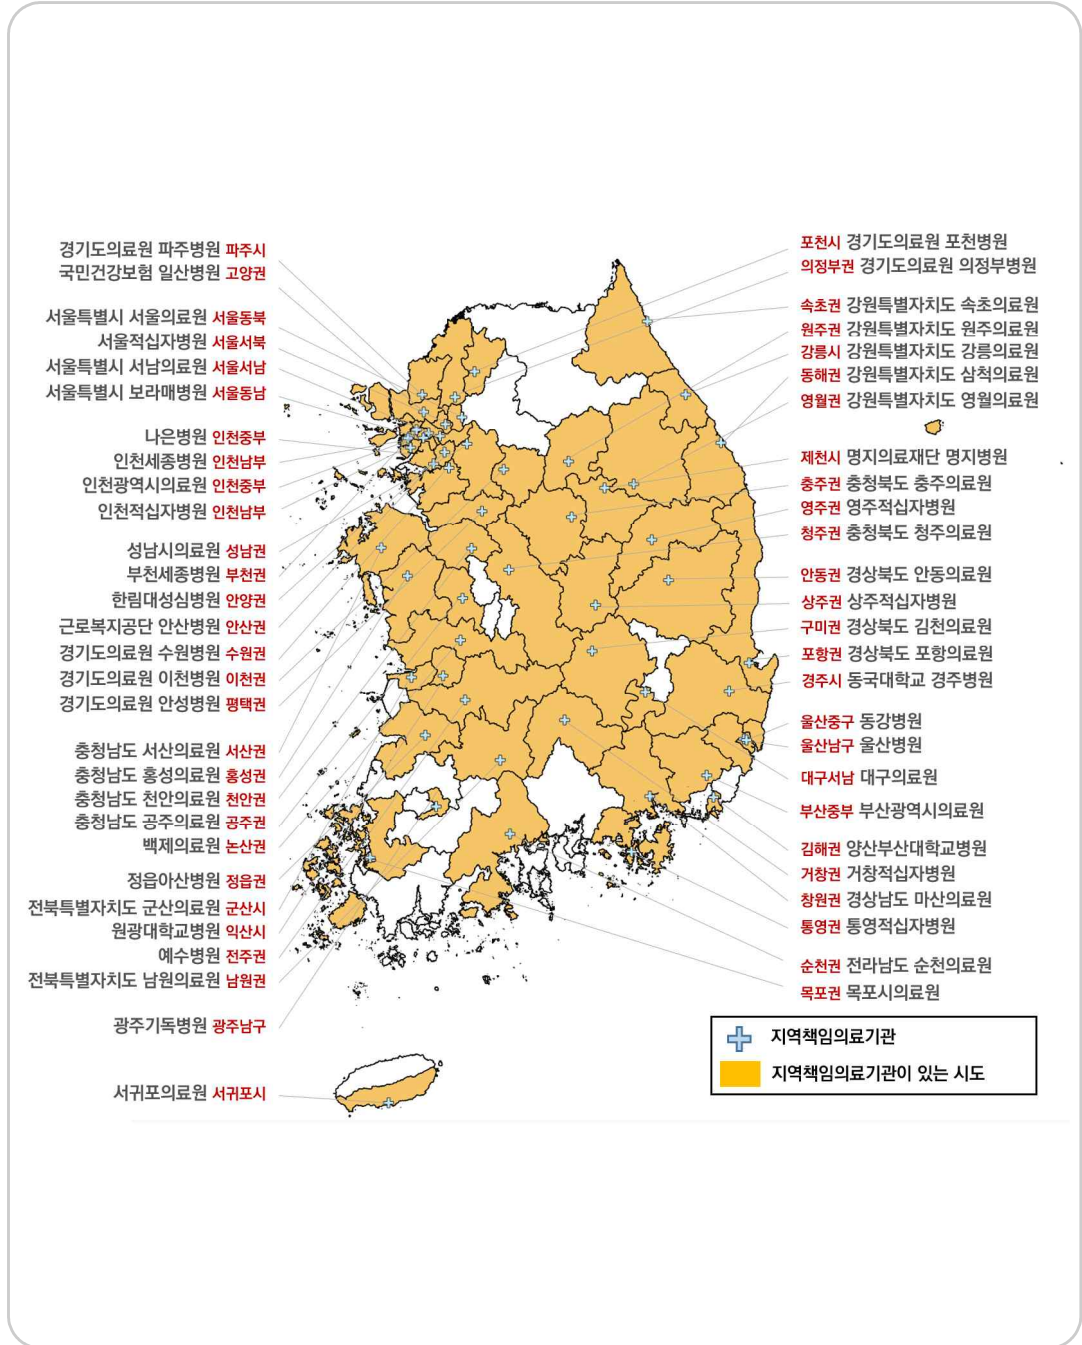 경기도의료원 파주병원 파주시
국민건강보험 일산병원 고양권
서울특별시 서울의료원 서울동북
서울적십자병원 서울서북
서울특별시 서남의료원 서울서남
서울특별시 보라매병원 서울동남
나은병원 인천중부
인천세종병원 인천남부
인천광역시의료원 인천중부
인천적십자병원 인천남부
성남시의료원 성남권
부천세종병원 부천권
한림대성심병원 안양권
근로복지공단 안산병원 안산권
경기도의료원 수원병원 수원권
경기도의료원 이천병원 이천권
경기도의료원 안성병원 평택권
충청남도 서산의료원 서산권
충청남도 홍성의료원 홍성권
충청남도 천안의료원 천안권
충청남도 공주의료원 공주권
백제의료원 논산권
정읍아산병원 정읍권
전북특별자치도 군산의료원 군산시
원광대학교병원 익산시
예수병원 전주권
전북특별자치도 남원의료원 남원권
광주기독병원 광주남구
서귀포의료원 서귀포시
포천시 경기도의료원 포천병원
의정부권 경기도의료원 의정부병원
속초권 강원특별자치도 속초의료원
원주권 강원특별자치도 원주의료원
강릉시 강원특별자치도 강릉의료원
동해권 강원특별자치도 삼척의료원
영월권 강원특별자치도 영월의료원
제천시 명지의료재단 명지병원
충주권 충청북도 충주의료원
영주권 영주적십자병원
청주권 충청북도 청주의료원
안동권 경상북도 안동의료원
상주권 상주적십자병원
구미권 경상북도 김천의료원
포항권 경상북도 포항의료원
경주시 동국대학교 경주병원
울산중구 동강병원
울산남구 울산병원
대구서남 대구의료원
부산중부 부산광역시의료원
김해권 양산부산대학교병원
거창권 거창적십자병원
창원권 경상남도 마산의료원
통영권 통영적십자병원
순천권 전라남도 순천의료원
목포권 목포시의료원
지역책임의료기관
지역책임의료기관이 있는 시도